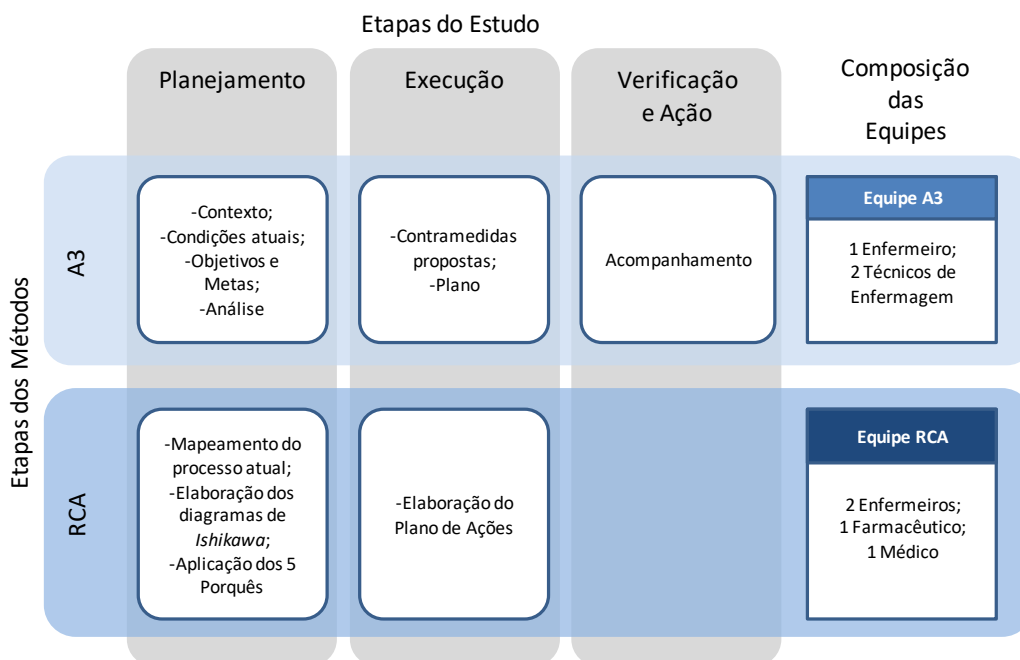 Etapas do Estudo
Planejamento
Execução
Verificação
e Ação
Composição
das
Equipes
Etapas dos Métodos
A3
-Contexto;
-Condições atuais;
-Objetivos e
Metas;
-Análise
-Contramedidas
propostas;
-Plano
Acompanhamento
Equipe A3
1 Enfermeiro;
2 Técnicos de
Enfermagem
RCA
-Mapeamento do
processo atual;
-Elaboração dos
diagramas de
Ishikawa;
-Aplicação dos 5
Porquês
-Elaboração do
Plano de Ações
Equipe RCA
2 Enfermeiros;
1 Farmacêutico;
1 Médico